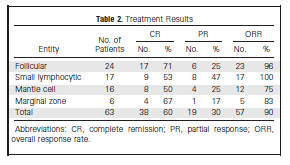 Table 2. Treatment Results
Entity No. of Patients CR PR ORR
No. % No. % No. %
Follicular 24 17 71 6 25 23 96
Small lymphocytic 17 9 53 8 47 17 100
Mantle cell 16 8 50 4 25 12 75
Marginal zone 6 4 67 1 17 5 83
Total 63 38 60 19 30 57 90
Abbreviations: CR, complete remission; PR, partial response; ORR,
overall response rate.